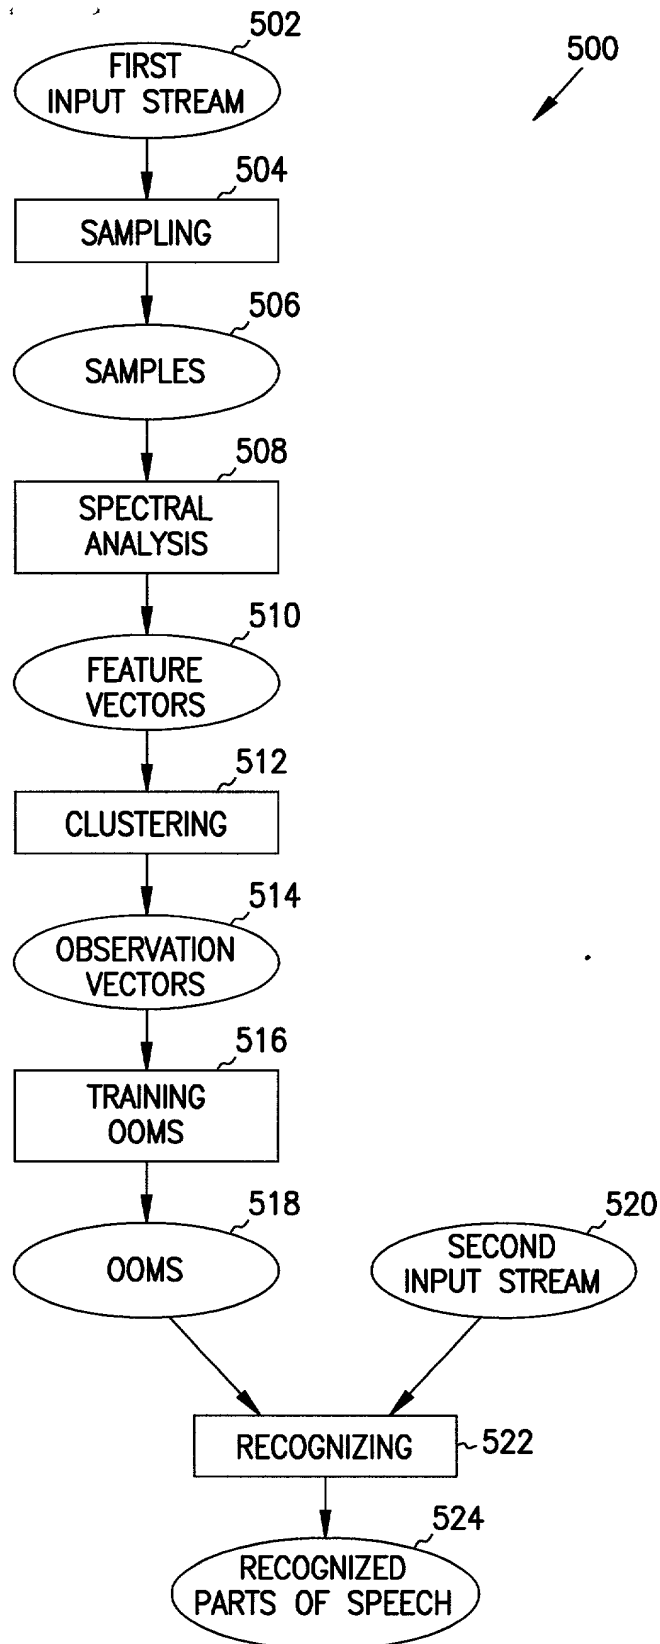 502
FIRST
INPUT STREAM
500
504
SAMPLING
506
SAMPLES
508
SPECTRAL
ANALYSIS
510
FEATURE
VECTORS
512
CLUSTERING
514
OBSERVATION
VECTORS
516
TRAINING
OOMS
518
OOMS
520
SECOND
INPUT STREAM
RECOGNIZING
522
524
RECOGNIZED
PARTS OF SPEECH